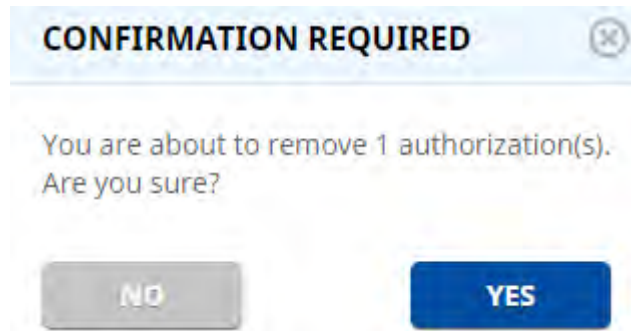 CONFIRMATION REQUIRED
You are about to remove 1 authorization(s).
Are you sure?
NO
YES